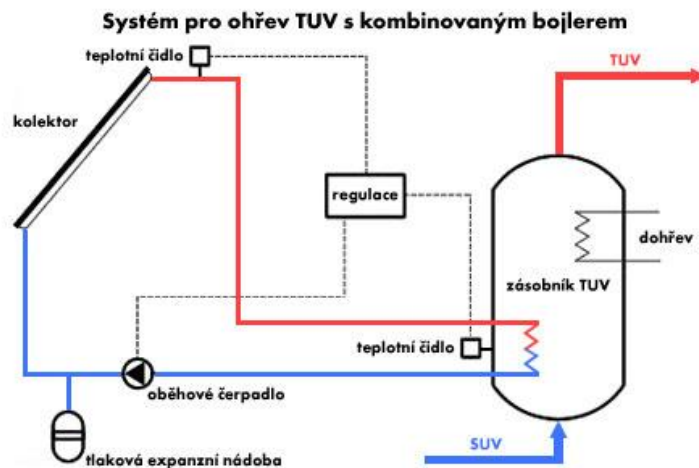 Systém pro ohřev TUV s kombinovaným bojlerem
teplotní čidlo
TUV
kolektor
regulace
dohřev
zásobník TUV
teplotní čidlo
oběhové čerpadlo
SUV
tlaková expanzní nádoba